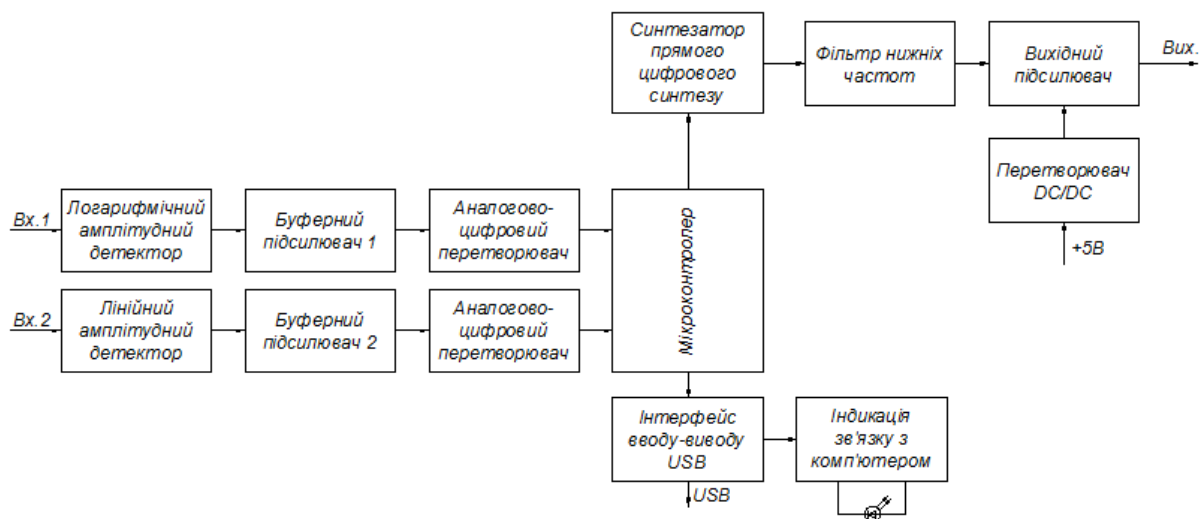 Синтезатор
прямого
цифрового
синтезу
Фільтр нижніх
частот
Вихідний
підсилювач
Вих.
Перетворювач
DC/DC
+5В
Вх.1
Логарифмічний
амплітудний
детектор
Буферний
підсилювач 1
Аналогово-
цифровий
перетворювач
Мікроконтролер
Вх.2
Лінійний
амплітудний
детектор
Буферний
підсилювач 2
Аналогово-
цифровий
перетворювач
Інтерфейс
вводу-виводу
USB
Індикація
зв'язку з
комп'ютером
USB